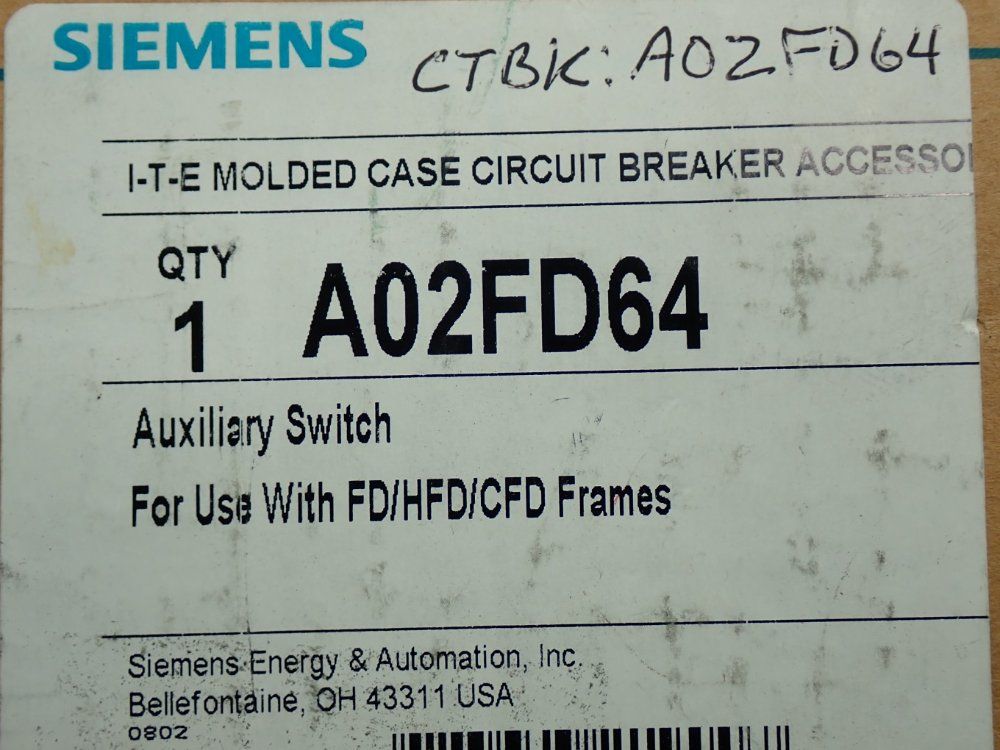 SIEMENS
CTBK: A02FD64
I-T-E MOLDED CASE CIRCUIT BREAKER ACCESSO
QTY
1 A02FD64
Auxiliary Switch
For Use With FD/HFD/CFD Frames
Siemens Energy & Automation, Inc.
Bellefontaine, OH 43311 USA
0802